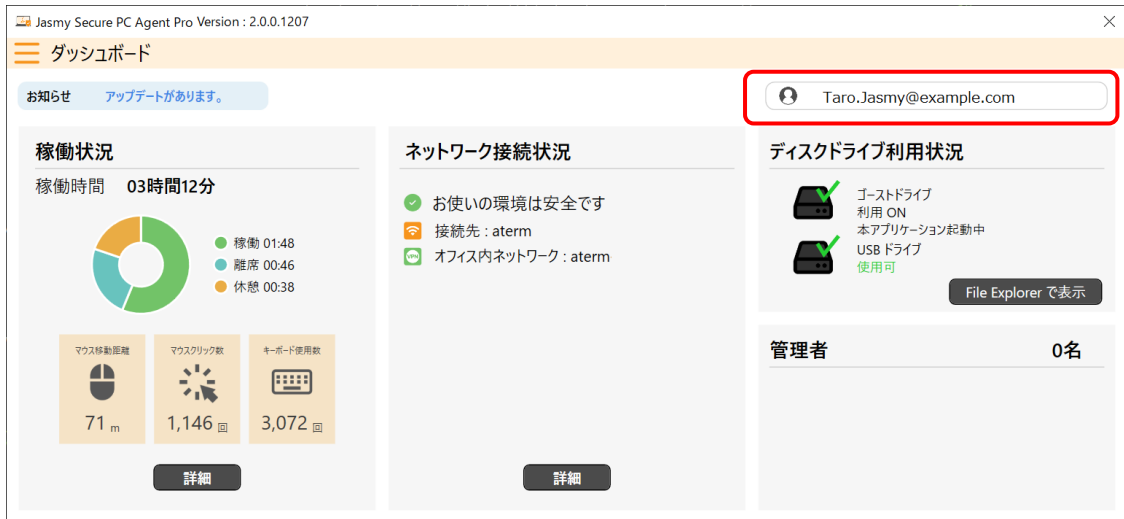 Jasmy Secure PC Agent Pro Version : 2.0.0.1207
ダッシュボード
お知らせ アップデートがあります。
Taro.Jasmy@example.com
稼働状況
稼働時間 03時間12分
稼働 01:48
離席 00:46
休憩 00:38
マウス移動距離
71 m
マウスクリック数
1,146 回
キーボード使用数
3,072 回
詳細
ネットワーク接続状況
お使いの環境は安全です
接続先 : aterm
VPN オフィス内ネットワーク : aterm
詳細
ディスクドライブ利用状況
ゴーストドライブ
利用 ON
本アプリケーション起動中
USB ドライブ
使用可
File Explorer で表示
管理者 0名